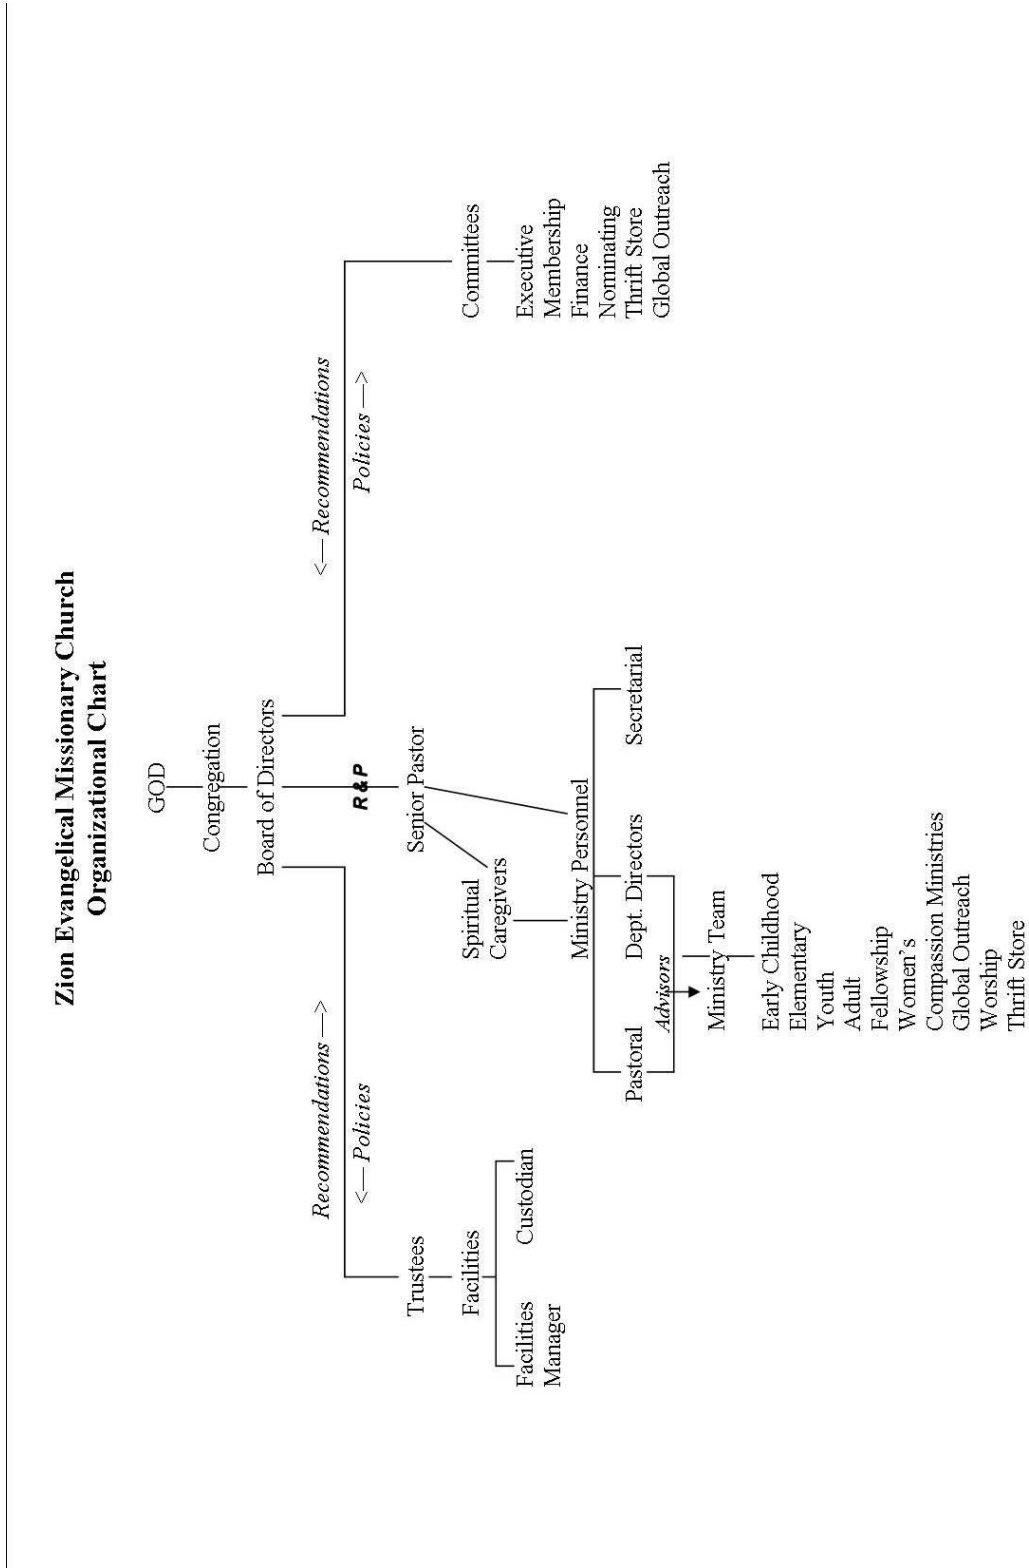 Zion Evangelical Missionary Church
Organizational Chart
GOD
Congregation
Board of Directors
Recommendations —>
<— Policies
R & P
<— Recommendations
Policies —>
Trustees
Senior Pastor
Committees
Facilities
Spiritual
Caregivers
Executive
Membership
Finance
Nominating
Thrift Store
Global Outreach
Facilities
Manager
Custodian
Ministry Personnel
Pastoral
Dept. Directors
Secretarial
Advisors
Ministry Team
Early Childhood
Elementary
Youth
Adult
Fellowship
Women's
Compassion Ministries
Global Outreach
Worship
Thrift Store